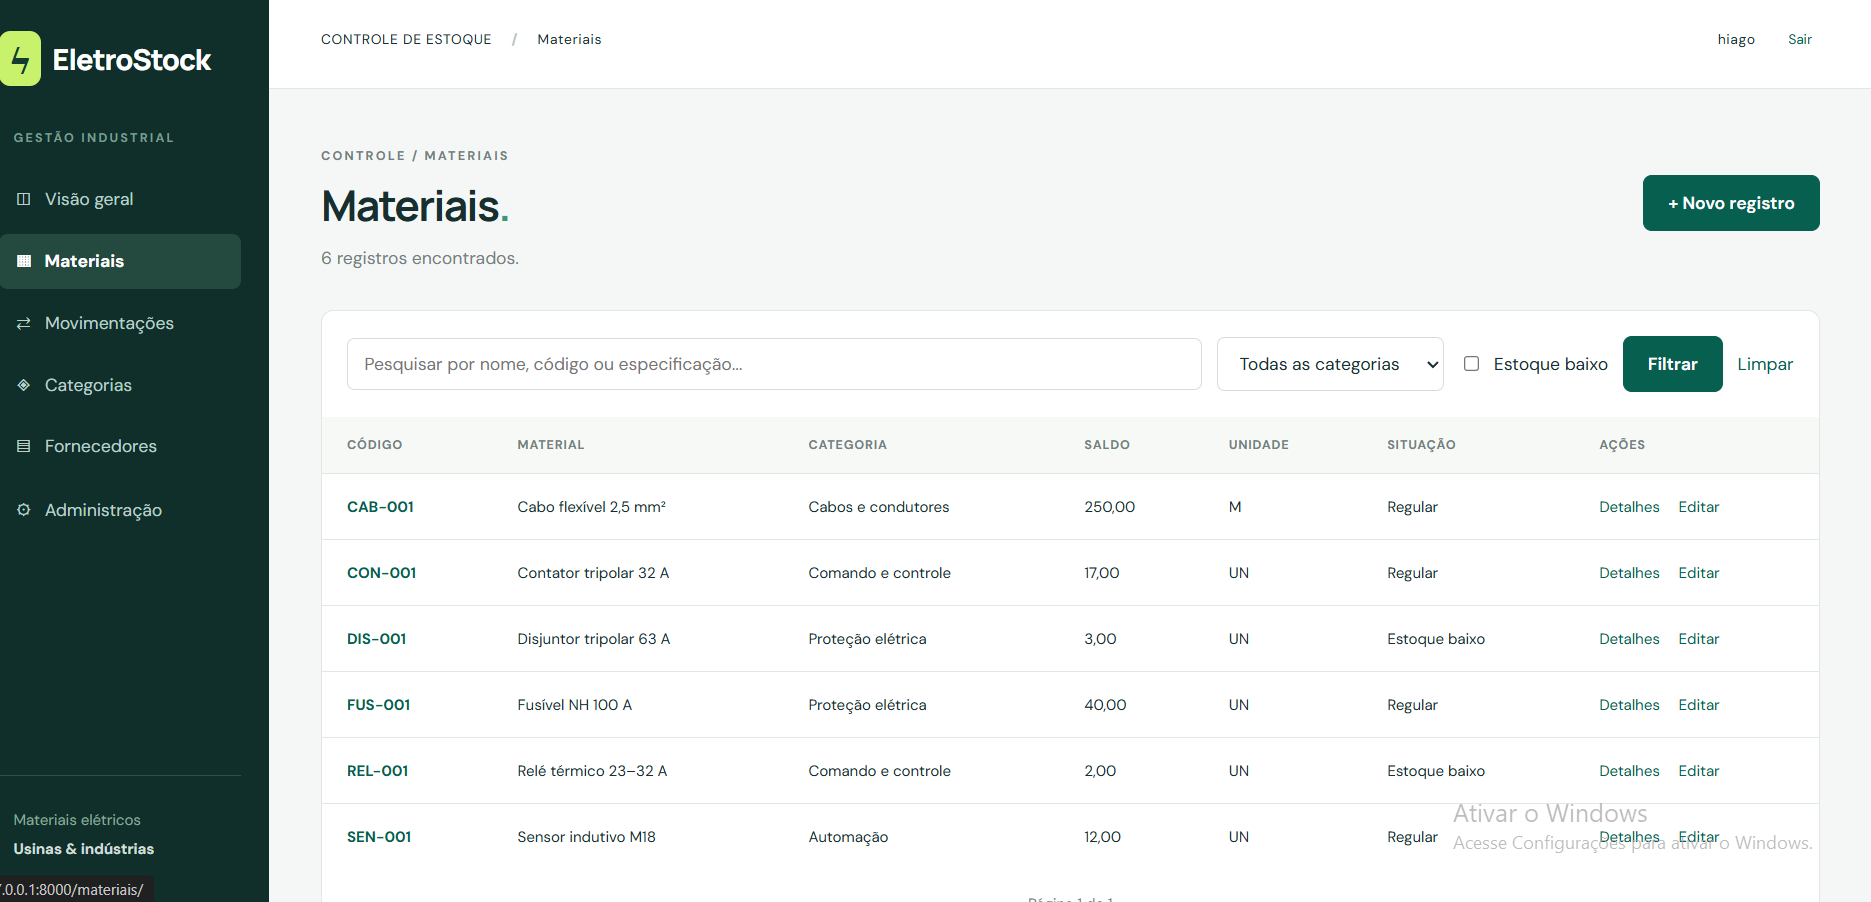 EletroStock
CONTROLE DE ESTOQUE / Materiais
hiago Sair
GESTÃO INDUSTRIAL
Visão geral
Materiais
Movimentações
Categorias
Fornecedores
Administração
Materiais elétricos
Usinas & indústrias
.0.0.1:8000/materiais/
CONTROLE / MATERIAIS
Materiais.
6 registros encontrados.
+ Novo registro
Pesquisar por nome, código ou especificação...
Todas as categorias
Estoque baixo
Filtrar
Limpar
CÓDIGO MATERIAL CATEGORIA SALDO UNIDADE SITUAÇÃO AÇÕES
CAB-001 Cabo flexível 2,5 mm² Cabos e condutores 250,00 M Regular Detalhes Editar
CON-001 Contator tripolar 32 A Comando e controle 17,00 UN Regular Detalhes Editar
DIS-001 Disjuntor tripolar 63 A Proteção elétrica 3,00 UN Estoque baixo Detalhes Editar
FUS-001 Fusível NH 100 A Proteção elétrica 40,00 UN Regular Detalhes Editar
REL-001 Relé térmico 23–32 A Comando e controle 2,00 UN Estoque baixo Detalhes Editar
SEN-001 Sensor indutivo M18 Automação 12,00 UN Regular Detalhes Editar
Ativar o Windows
Acesse Configurações para ativar o Windows.
Página 1 de 1